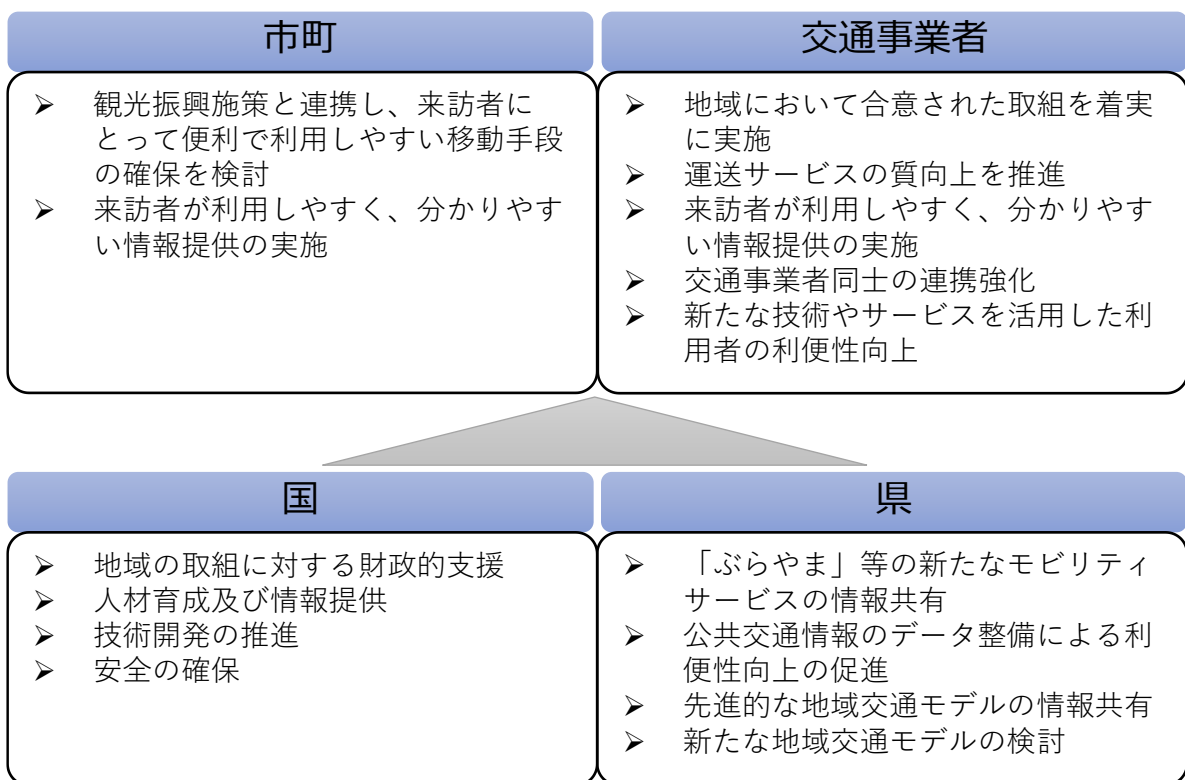 市町
➢ 観光振興施策と連携し、来訪者に
とって便利で利用しやすい移動手段
の確保を検討
➢ 来訪者が利用しやすく、分かりやす
い情報提供の実施
交通事業者
➢ 地域において合意された取組を着実
に実施
➢ 運送サービスの質向上を推進
➢ 来訪者が利用しやすく、分かりやす
い情報提供の実施
➢ 交通事業者同士の連携強化
➢ 新たな技術やサービスを活用した利
用者の利便性向上
国
➢ 地域の取組に対する財政的支援
➢ 人材育成及び情報提供
➢ 技術開発の推進
➢ 安全の確保
県
➢ 「ぶらやま」等の新たなモビリティ
サービスの情報共有
➢ 公共交通情報のデータ整備による利
便性向上の促進
➢ 先進的な地域交通モデルの情報共有
➢ 新たな地域交通モデルの検討